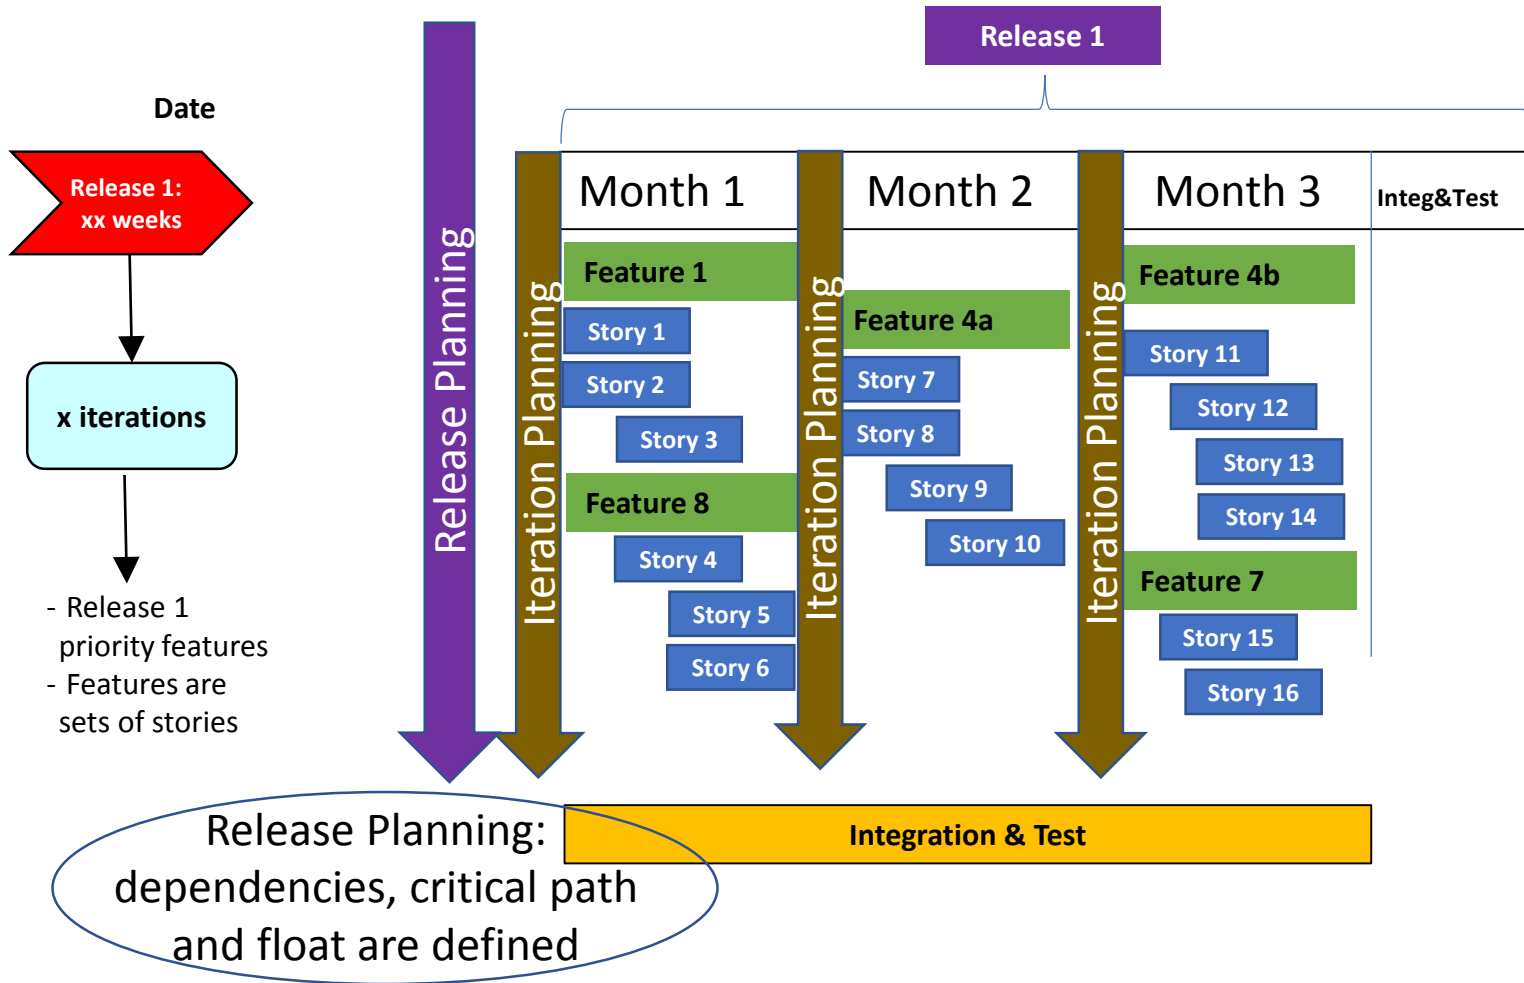 Release 1
Date
Release 1:
xx weeks
x iterations
- Release 1
priority features
- Features are
sets of stories
Release Planning
Iteration Planning
Iteration Planning
Iteration Planning
Month 1
Month 2
Month 3
Integ&Test
Feature 1
Story 1
Story 2
Story 3
Feature 8
Story 4
Story 5
Story 6
Feature 4a
Story 7
Story 8
Story 9
Story 10
Feature 4b
Story 11
Story 12
Story 13
Story 14
Feature 7
Story 15
Story 16
Integration & Test
Release Planning:
dependencies, critical path
and float are defined